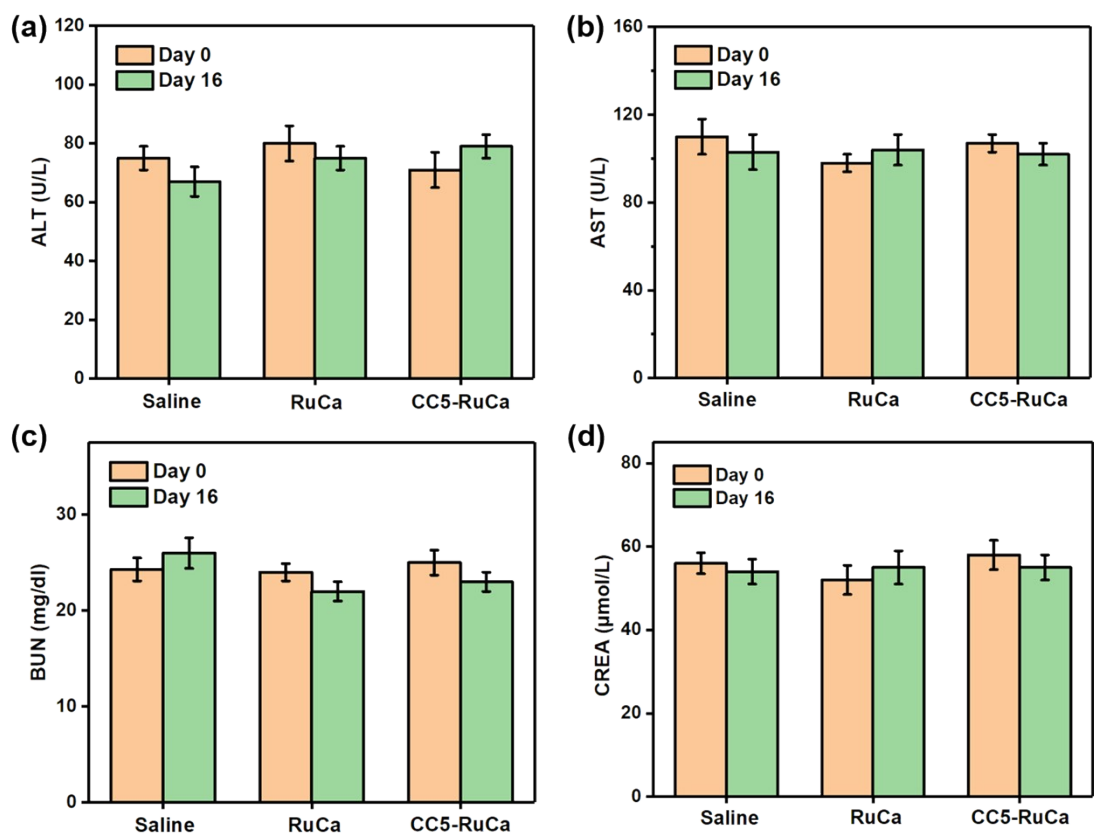 (a)
120
100
80
60
40
20
0
ALT (U/L)
Day 0
Day 16
Saline RuCa CC5-RuCa
(b)
160
120
80
40
0
AST (U/L)
Day 0
Day 16
Saline RuCa CC5-RuCa
(c)
30
20
10
0
BUN (mg/dl)
Day 0
Day 16
Saline RuCa CC5-RuCa
(d)
80
60
40
20
0
CREA (μmol/L)
Day 0
Day 16
Saline RuCa CC5-RuCa